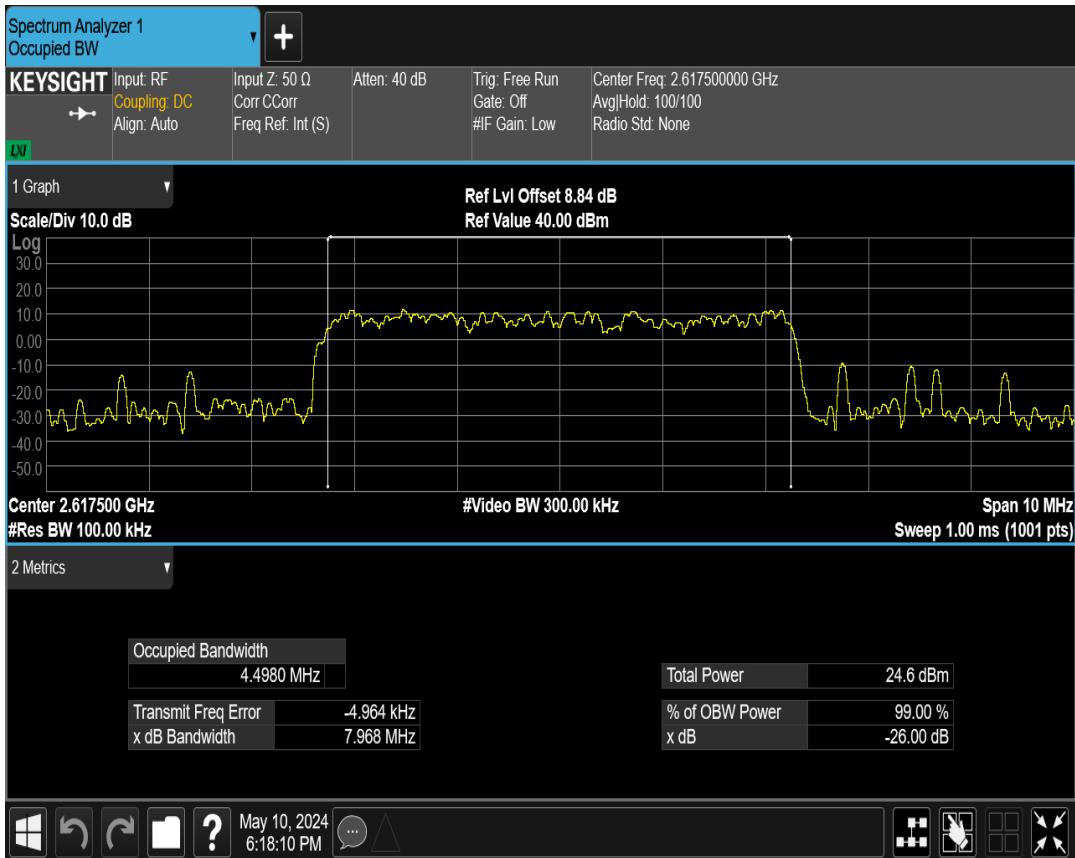 Spectrum Analyzer 1
Occupied BW
KEYSIGHT
LXI
Input: RF
Coupling: DC
Align: Auto
Input Z: 50 Ω
Corr CCorr
Freq Ref: Int (S)
Atten: 40 dB
Trig: Free Run
Gate: Off
#IF Gain: Low
Center Freq: 2.617500000 GHz
Avg|Hold: 100/100
Radio Std: None
1 Graph
Scale/Div 10.0 dB
Ref Lvl Offset 8.84 dB
Ref Value 40.00 dBm
Log
30.0
20.0
10.0
0.00
-10.0
-20.0
-30.0
-40.0
-50.0
Center 2.617500 GHz
#Res BW 100.00 kHz
#Video BW 300.00 kHz
Span 10 MHz
Sweep 1.00 ms (1001 pts)
2 Metrics
Occupied Bandwidth
4.4980 MHz
Transmit Freq Error -4.964 kHz
x dB Bandwidth 7.968 MHz
Total Power 24.6 dBm
% of OBW Power 99.00 %
x dB -26.00 dB
May 10, 2024
6:18:10 PM